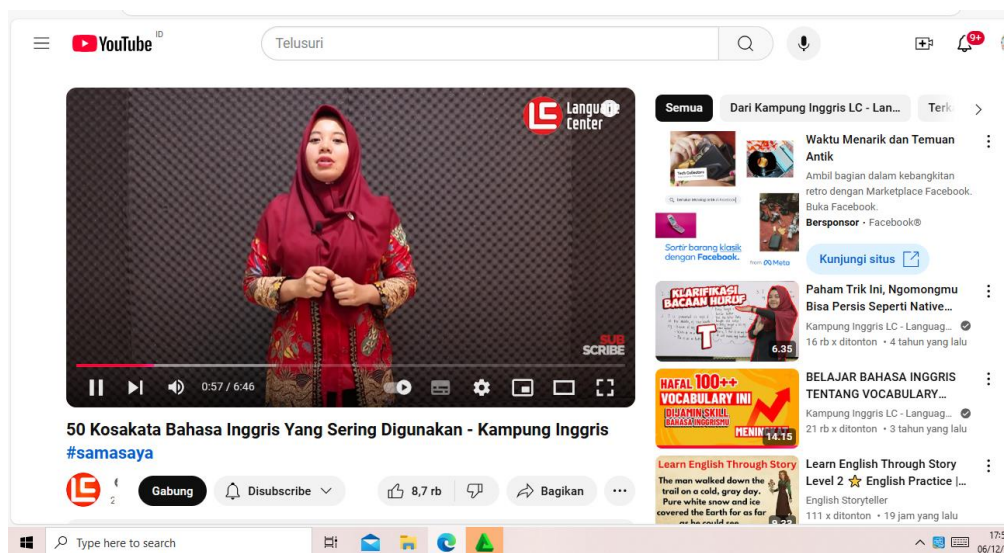 YouTube ID
Telusuri
9+
Language
Center
SUB
SCRIBE
0:57 / 6:46
50 Kosakata Bahasa Inggris Yang Sering Digunakan - Kampung Inggris
#samasaya
Gabung
Disubscribe
8,7 rb
Bagikan
Semua
Dari Kampung Inggris LC - Lan...
Waktu Menarik dan Temuan
Antik
Ambil bagian dalam kebangkitan
retro dengan Marketplace Facebook.
Buka Facebook.
Bersponsor · Facebook®
Kunjungi situs
Sortir barang klasik
dengan Facebook.
from Meta
KLARIFIKASI
BACAAN HURUF
T
6.35
Paham Trik Ini, Ngomongmu
Bisa Persis Seperti Native...
Kampung Inggris LC - Languag...
16 rb x ditonton • 4 tahun yang lalu
HAFAL 100++
VOCABULARY INI
DIJAMIN SKILL
BAHASA INGGRISMU
14.15
BELAJAR BAHASA INGGRIS
TENTANG VOCABULARY...
Kampung Inggris LC - Languag...
21 rb x ditonton • 3 tahun yang lalu
Learn English Through Story
The man walked down the
trail on a cold, gray day.
Pure white snow and ice
covered the Earth for as far
as he could see.
Learn English Through Story
Level 2 ⭐ English Practice |...
English Storyteller
111 x ditonton • 19 jam yang lalu
Type here to search
06/12/